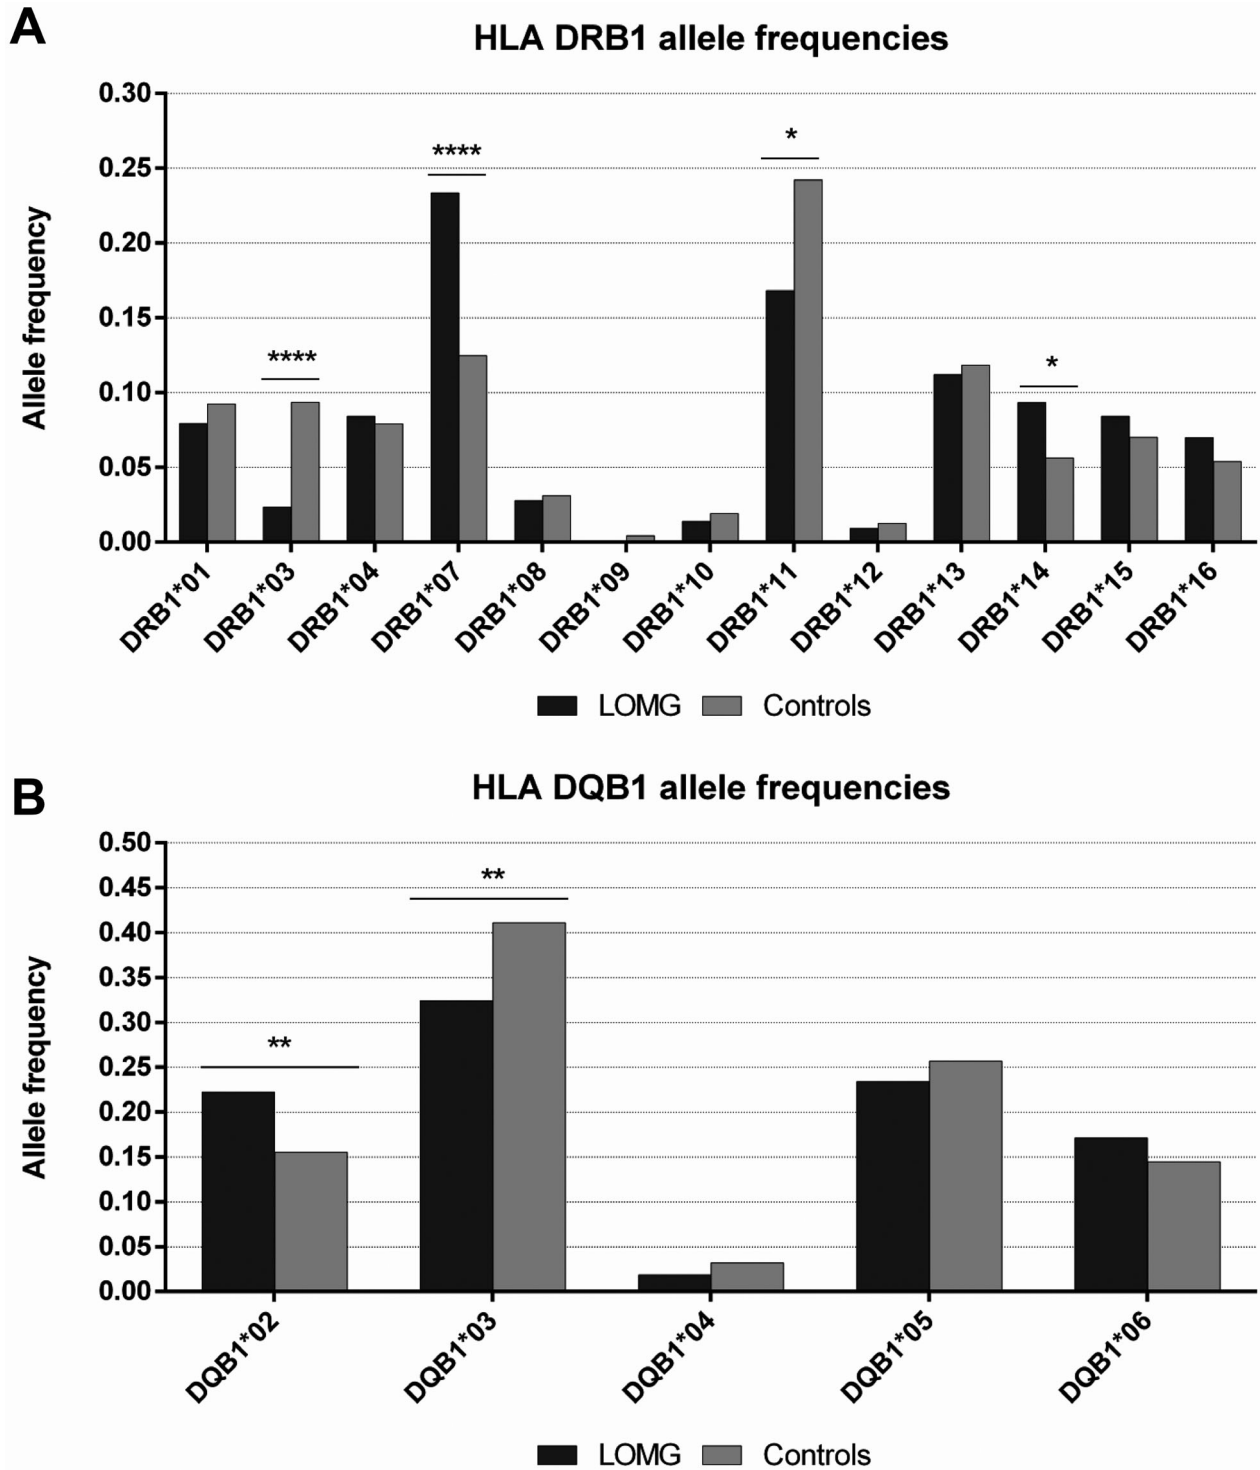 A
HLA DRB1 allele frequencies
Allele frequency
0.30
0.25
0.20
0.15
0.10
0.05
0.00
****
****
*
*
DRB1*01 DRB1*03 DRB1*04 DRB1*07 DRB1*08 DRB1*09 DRB1*10 DRB1*11 DRB1*12 DRB1*13 DRB1*14 DRB1*15 DRB1*16
LOMG Controls
B
HLA DQB1 allele frequencies
Allele frequency
0.50
0.45
0.40
0.35
0.30
0.25
0.20
0.15
0.10
0.05
0.00
**
**
DQB1*02 DQB1*03 DQB1*04 DQB1*05 DQB1*06
LOMG Controls